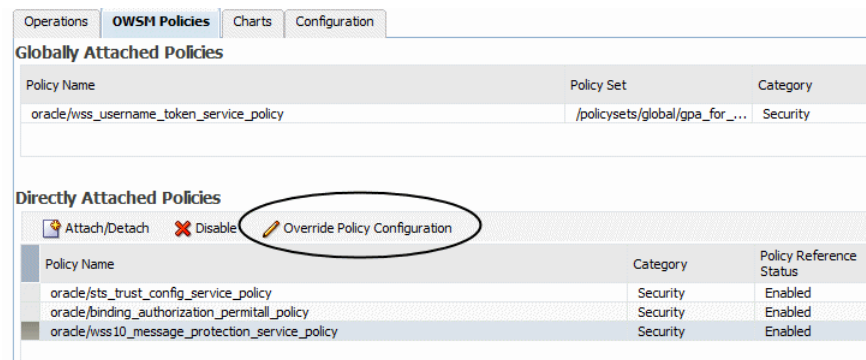 Operations OWSM Policies Charts Configuration
Globally Attached Policies
Policy Name Policy Set Category
oracle/wss_username_token_service_policy /policysets/global/gpa_for_... Security
Directly Attached Policies
Attach/Detach Disable Override Policy Configuration
Policy Name Category Policy Reference
Status
oracle/sts_trust_config_service_policy Security Enabled
oracle/binding_authorization_permitall_policy Security Enabled
oracle/wss10_message_protection_service_policy Security Enabled